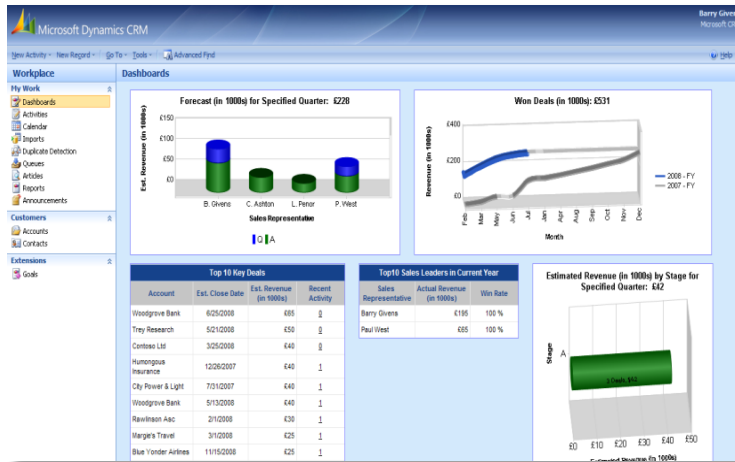 Microsoft Dynamics CRM
Barry Given
Microsoft CR
New Activity New Record Go To Tools Advanced Find
Help
Workplace
My Work
Dashboards
Activities
Calendar
Imports
Duplicate Detection
Queues
Articles
Reports
Announcements
Customers
Accounts
Contacts
Extensions
Goals
Dashboards
Forecast (in 1000s) for Specified Quarter: £228
Est. Revenue (in 1000s)
£150
£100
£50
£0
B. Givens C. Ashton L. Penor P. West
Sales Representative
Q A
Won Deals (in 1000s): £531
Revenue (in 1000s)
£400
£200
£0
Feb Mar May Jun Jul Jan Apr Aug Sep Oct Nov Dec
Month
2008 - FY
2007 - FY
Top 10 Key Deals
Account Est. Close Date Est. Revenue (in 1000s) Recent Activity
Woodgrove Bank 6/25/2008 £85 0
Trey Research 5/21/2008 £50 0
Contoso Ltd 3/25/2008 £40 0
Humongous Insurance 12/26/2007 £40 1
City Power & Light 7/31/2007 £40 1
Woodgrove Bank 5/13/2008 £40 1
Rawlinson Asc 2/1/2008 £30 1
Margie's Travel 3/1/2008 £25 1
Blue Yonder Airlines 11/15/2008 £25 1
Top10 Sales Leaders in Current Year
Sales Representative Actual Revenue (in 1000s) Win Rate
Barry Givens £195 100 %
Paul West £65 100 %
Estimated Revenue (in 1000s) by Stage for
Specified Quarter: £42
Stage
A
3 Deals, £42
£0 £10 £20 £30 £40 £50
Estimated Revenue (in 1000s)